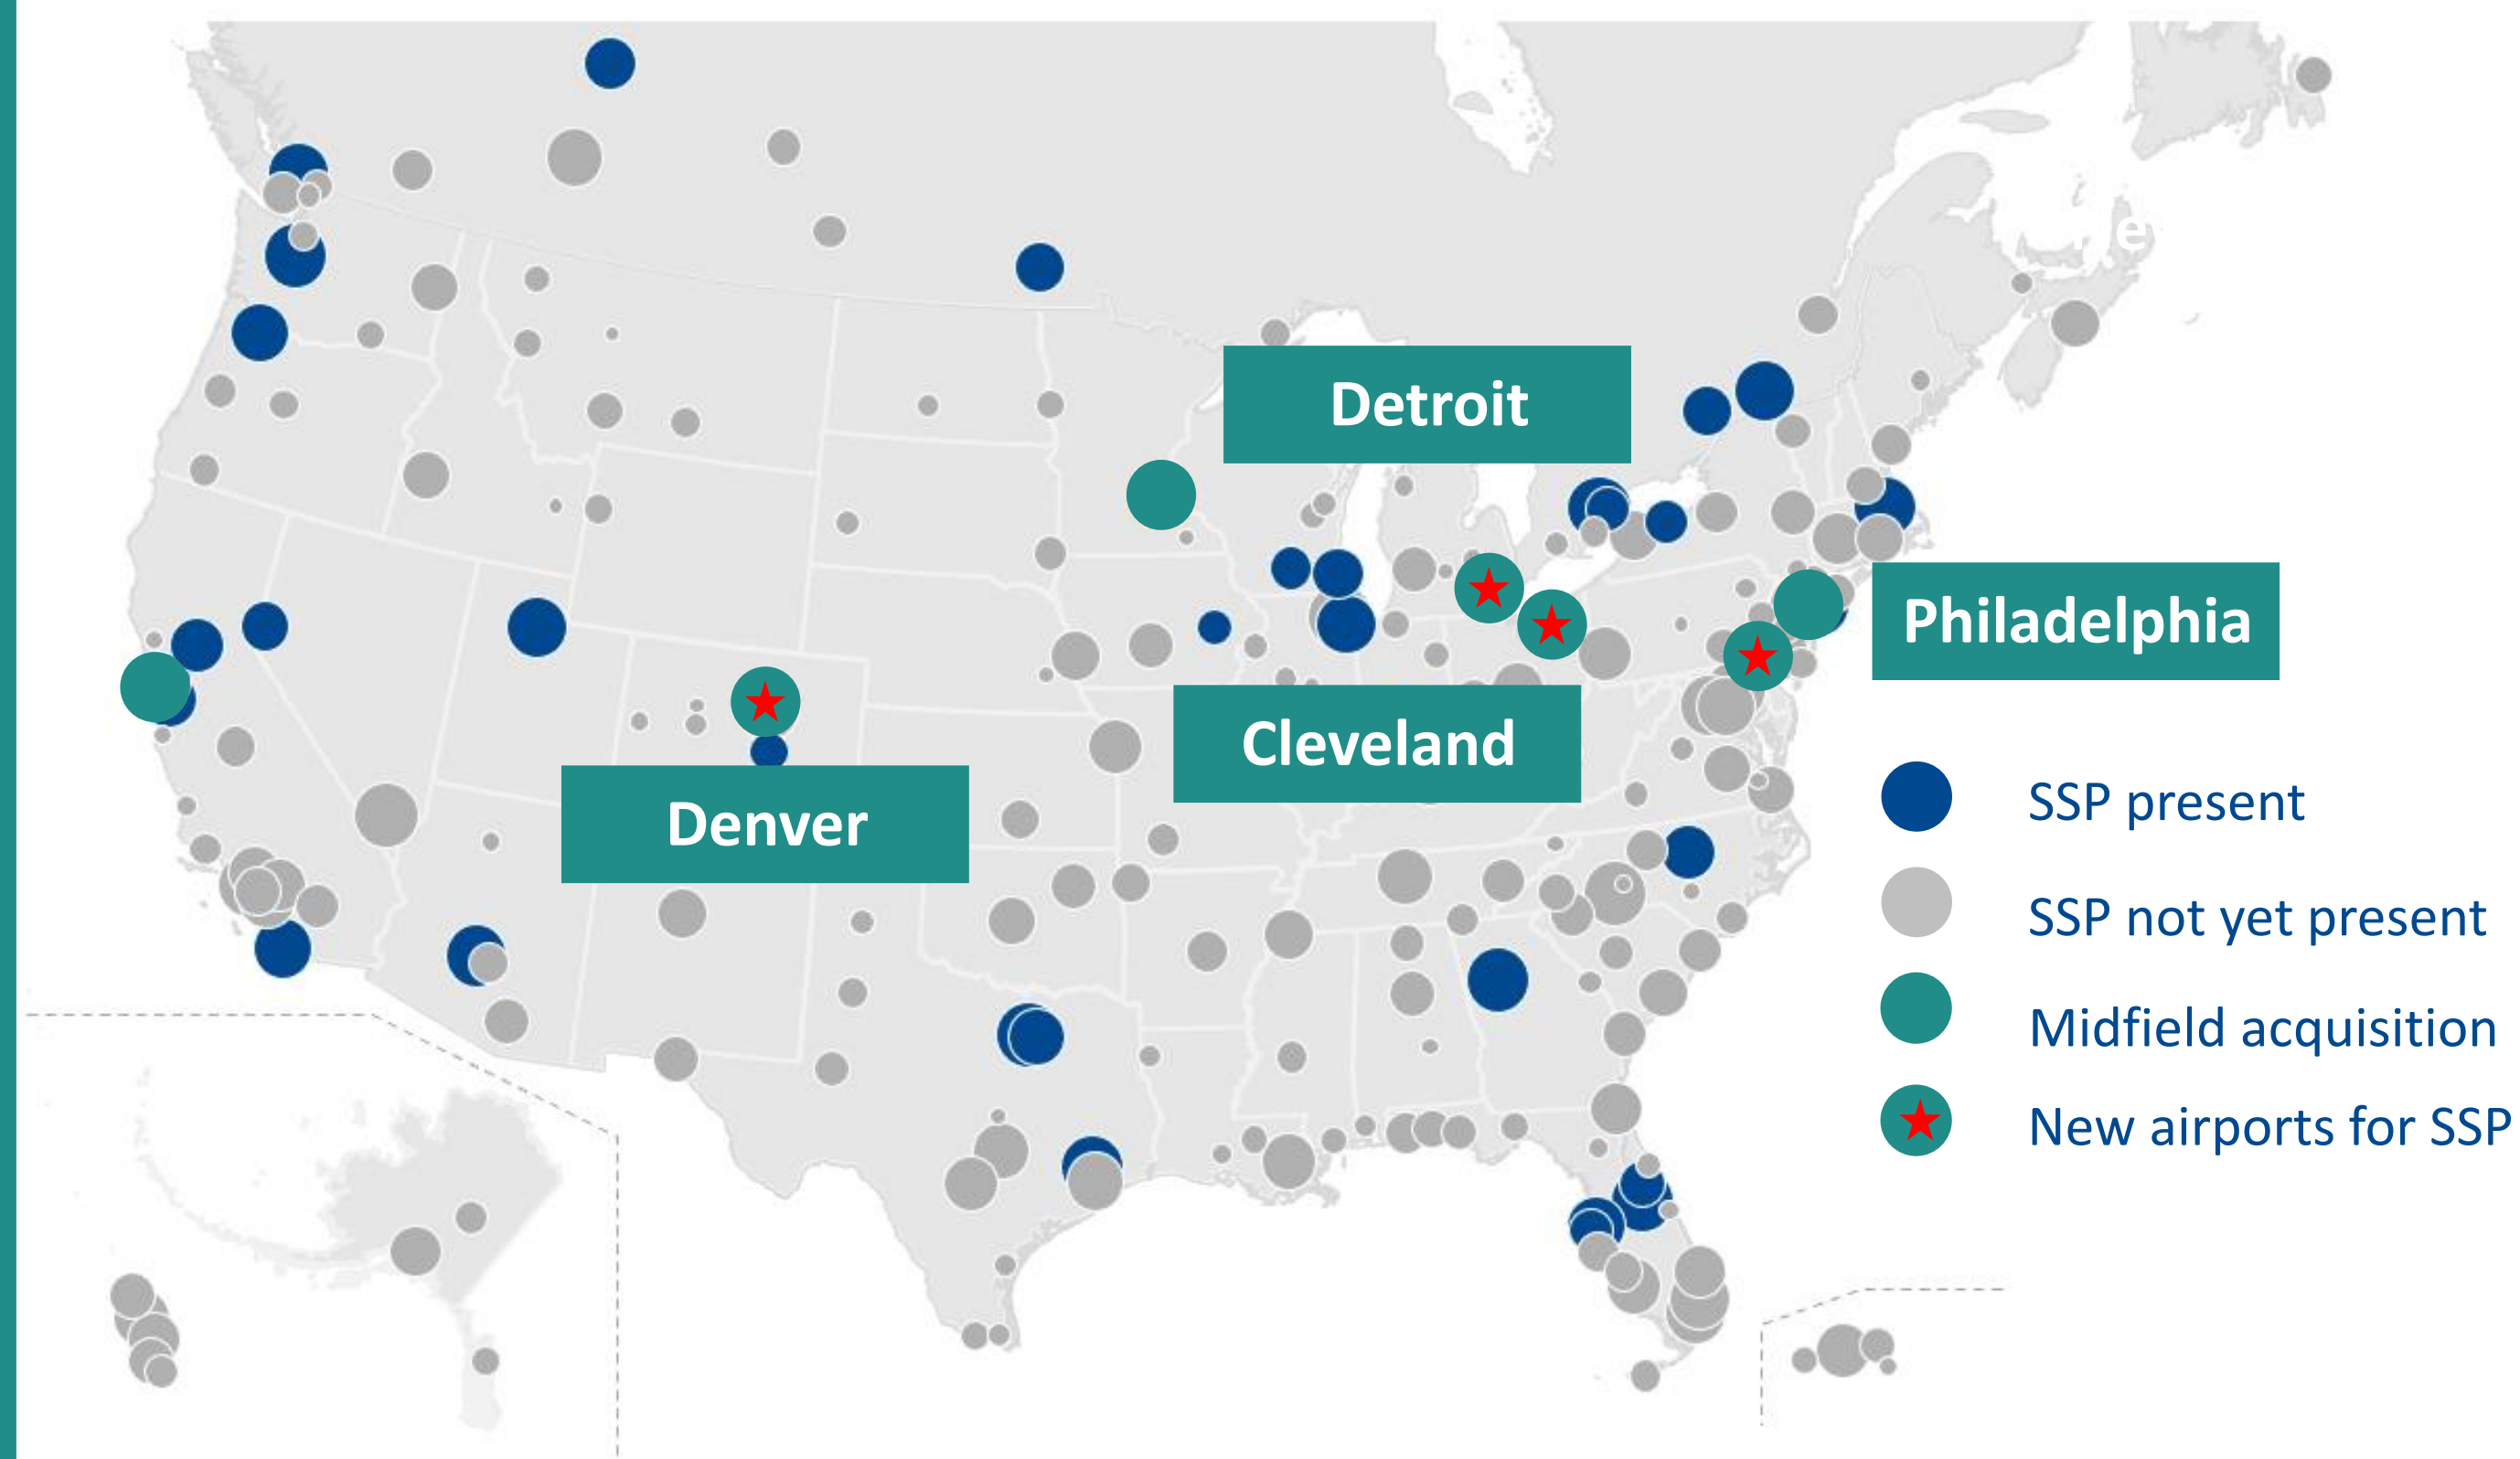 Detroit
Philadelphia
Cleveland
Denver
SSP present
SSP not yet present
Midfield acquisition
New airports for SSP